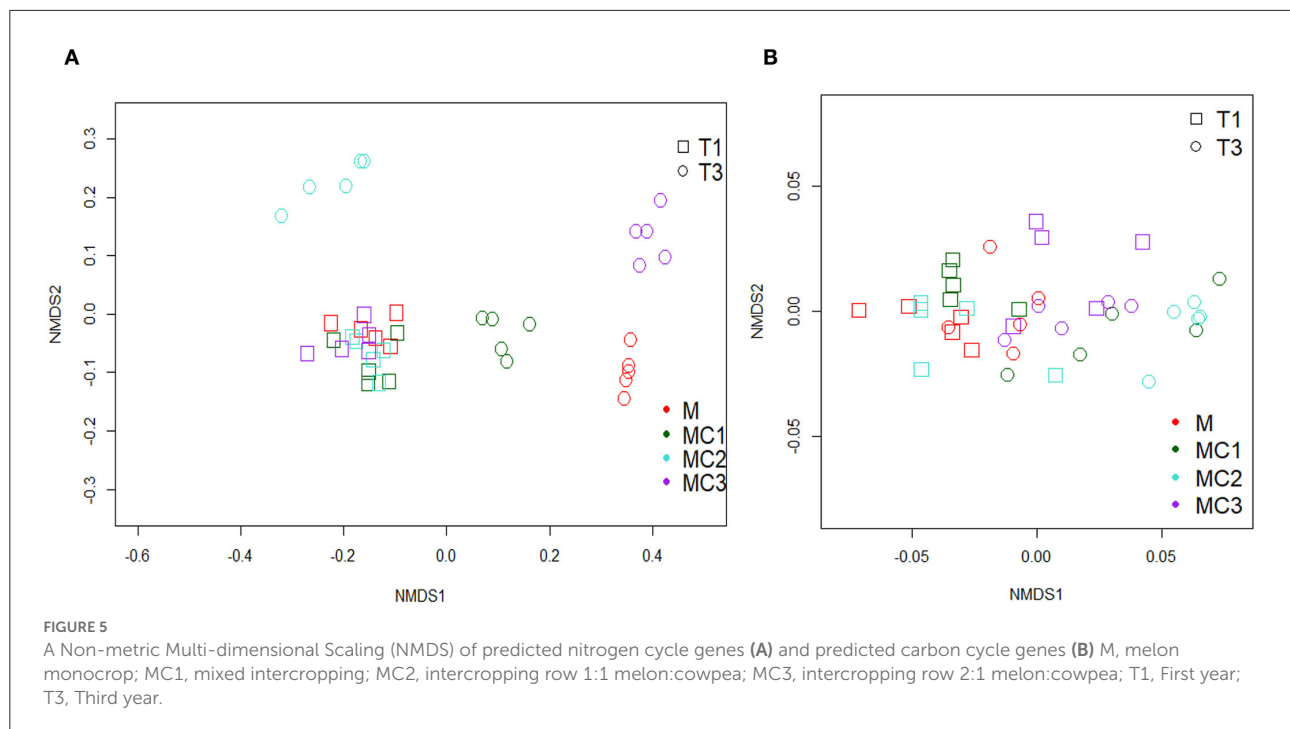 A
NMDS2
0.3
0.2
0.1
0.0
-0.1
-0.2
-0.3
T1
T3
M
MC1
MC2
MC3
-0.6 -0.4 -0.2 0.0 0.2 0.4
NMDS1
B
NMDS2
0.05
0.00
-0.05
T1
T3
M
MC1
MC2
MC3
-0.05 0.00 0.05
NMDS1
FIGURE 5
A Non-metric Multi-dimensional Scaling (NMDS) of predicted nitrogen cycle genes (A) and predicted carbon cycle genes (B) M, melon
monocrop; MC1, mixed intercropping; MC2, intercropping row 1:1 melon:cowpea; MC3, intercropping row 2:1 melon:cowpea; T1, First year;
T3, Third year.